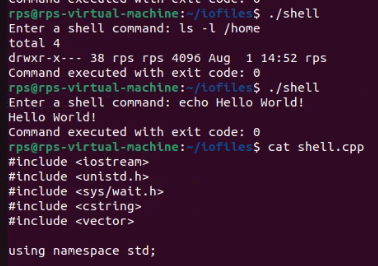 Command executed with exit code: 0
rps@rps-virtual-machine:~/iofiles$ ./shell
Enter a shell command: ls -l /home
total 4
drwxr-x--- 38 rps rps 4096 Aug  1 14:52 rps
Command executed with exit code: 0
rps@rps-virtual-machine:~/iofiles$ ./shell
Enter a shell command: echo Hello World!
Hello World!
Command executed with exit code: 0
rps@rps-virtual-machine:~/iofiles$ cat shell.cpp
#include <iostream>
#include <unistd.h>
#include <sys/wait.h>
#include <cstring>
#include <vector>
using namespace std;